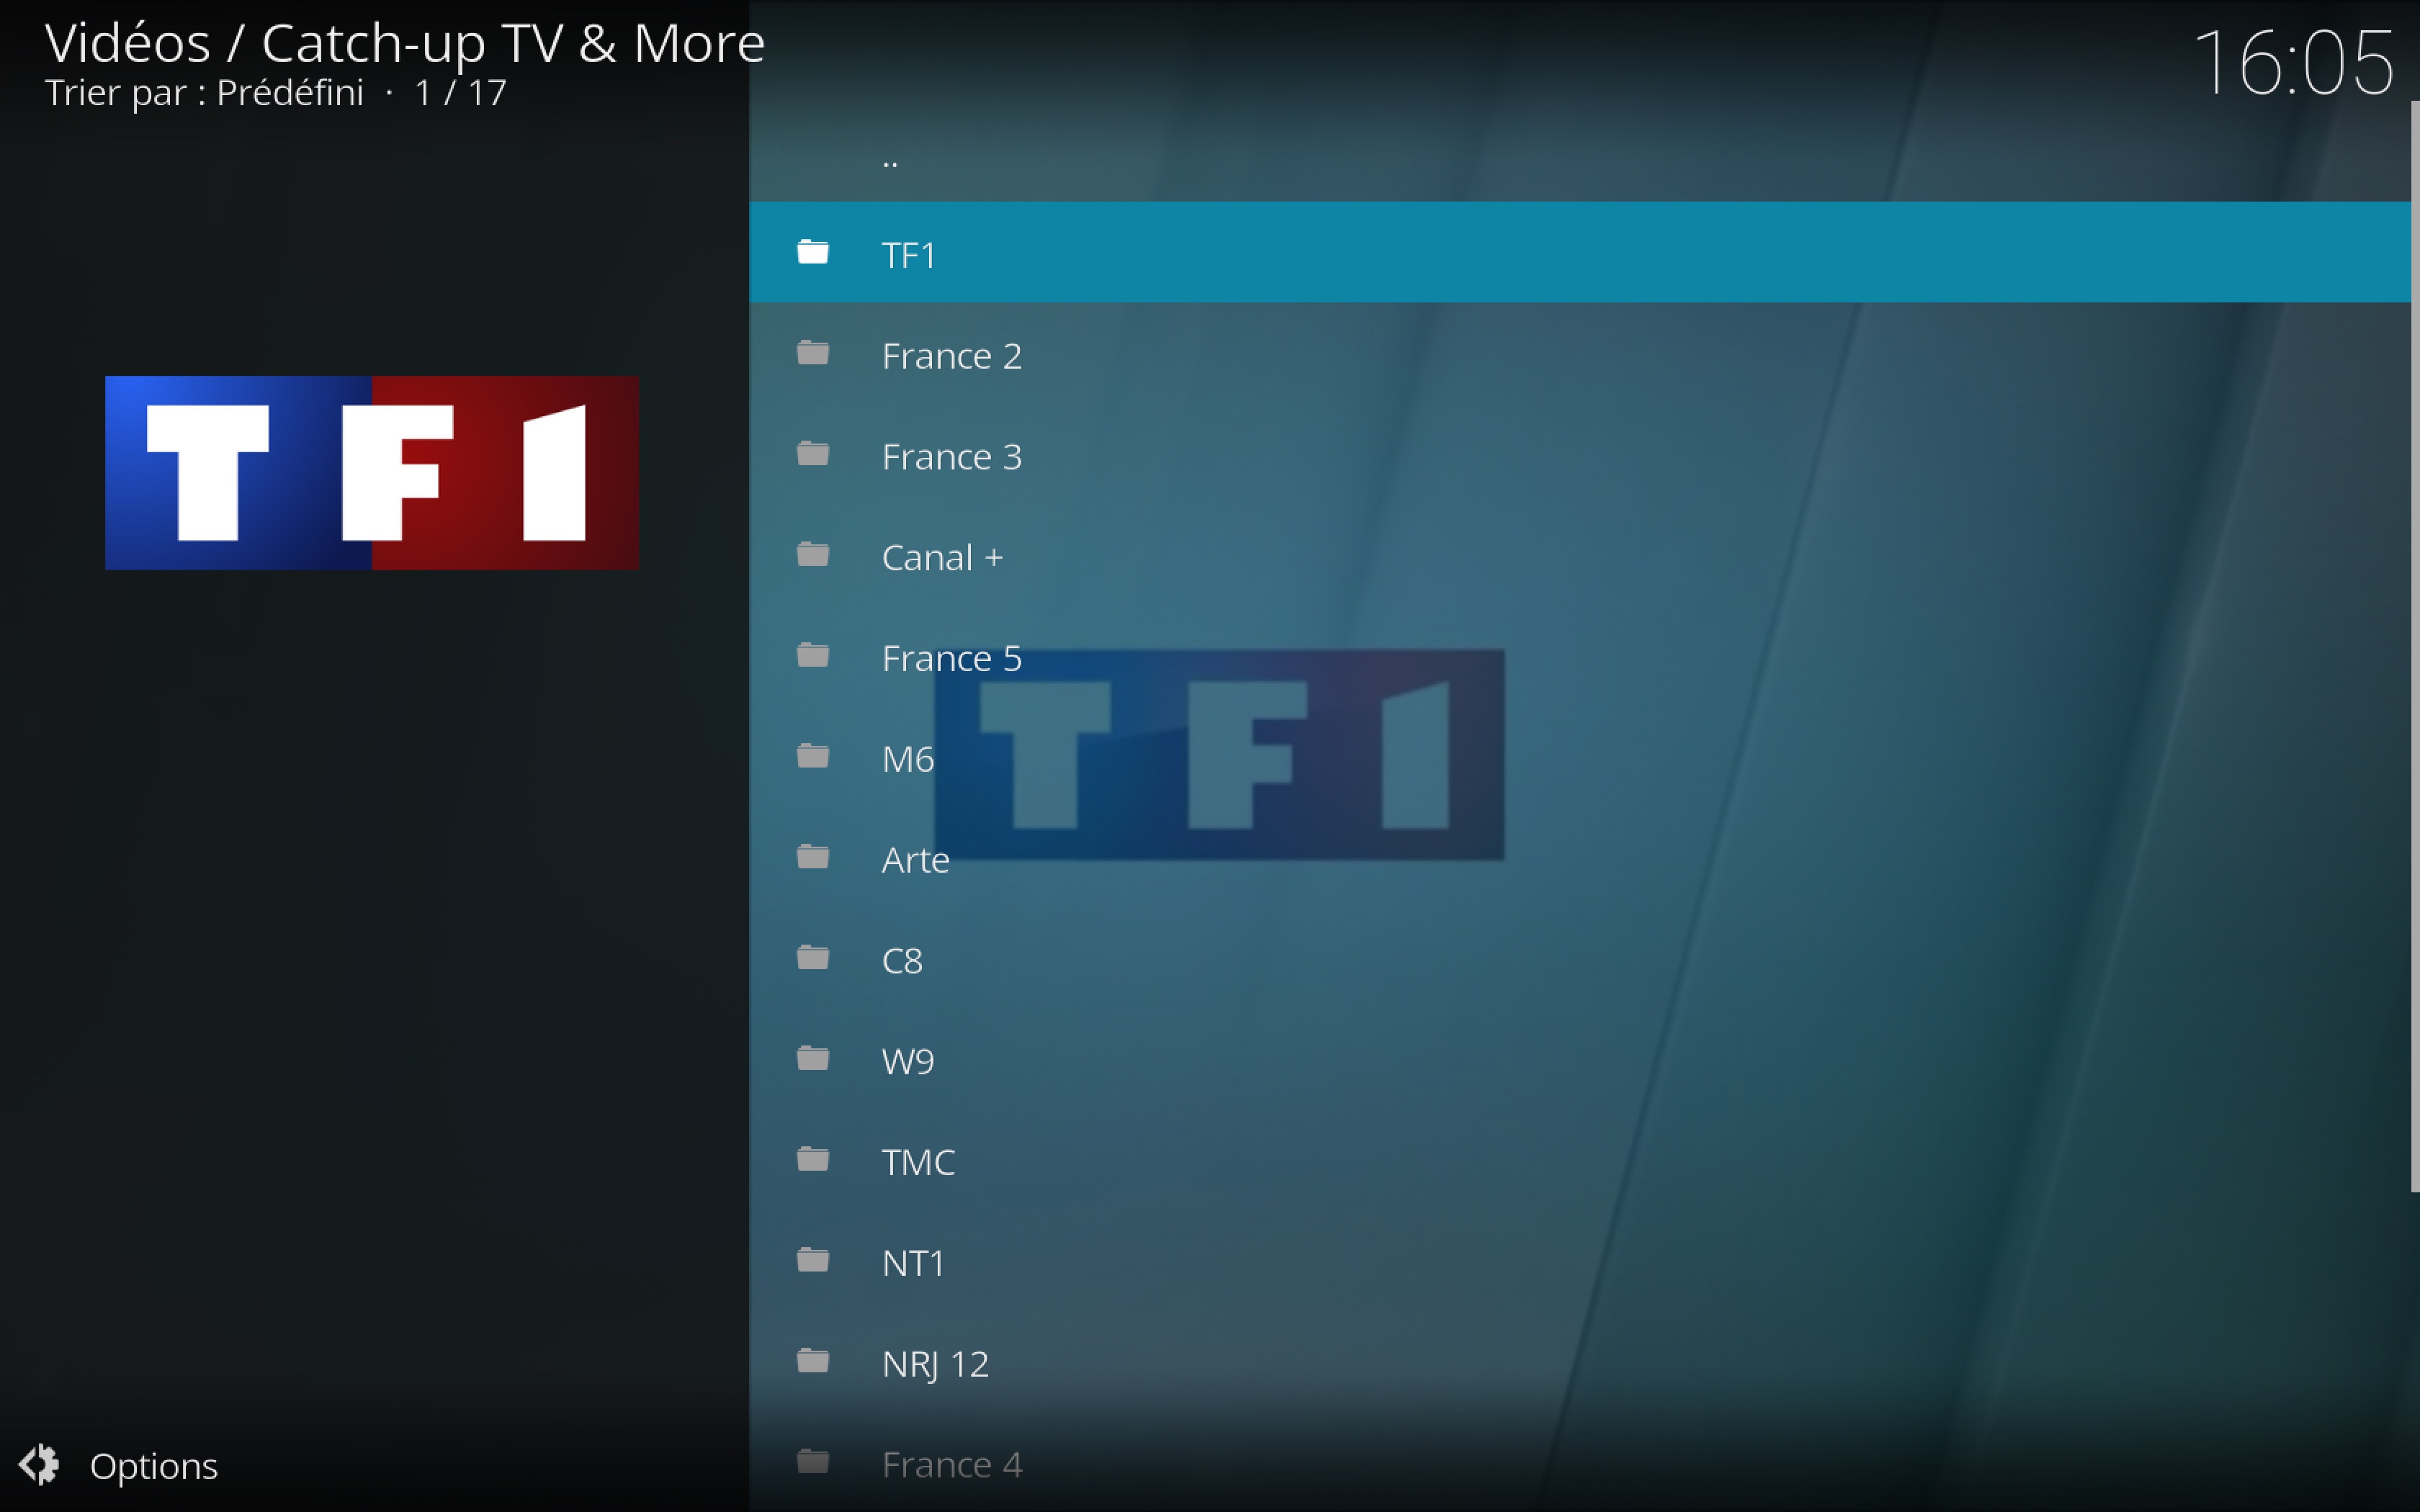 Vidéos / Catch-up TV & More
Trier par : Prédéfini · 1 / 17
16:05
..
TF1
TF1
France 2
France 3
Canal +
France 5
TF1
M6
Arte
C8
W9
TMC
NT1
NRJ 12
France 4
Options